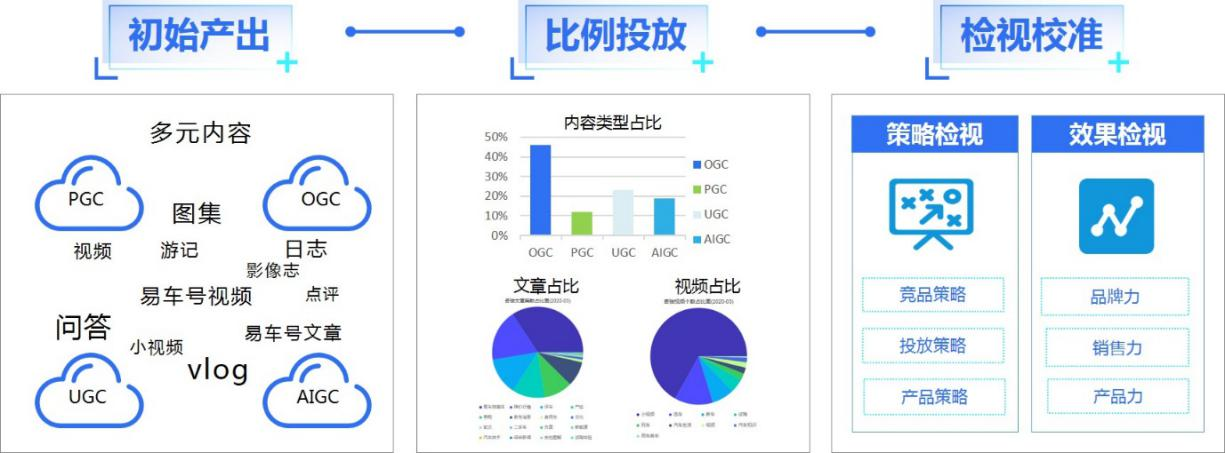 初始产出
比例投放
检视校准
多元内容
PGC
OGC
图集
视频
游记
日志
影像志
易车号视频
点评
问答
易车号文章
小视频
vlog
UGC
AIGC
内容类型占比
50%
40%
30%
20%
10%
0%
OGC
PGC
UGC
AIGC
OGC
PGC
UGC
AIGC
文章占比
视频占比
策略检视
竞品策略
投放策略
产品策略
效果检视
品牌力
销售力
产品力